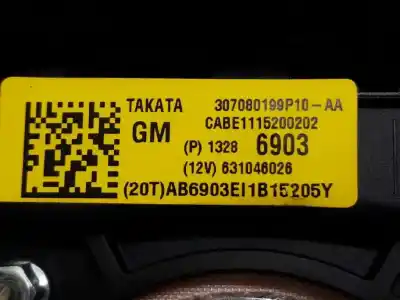 TAKATA 307080199P10-AA
GM CABE1115200202
(P) 1328 6903
(12V) 631046026
(20T)AB6903EI1B15205Y